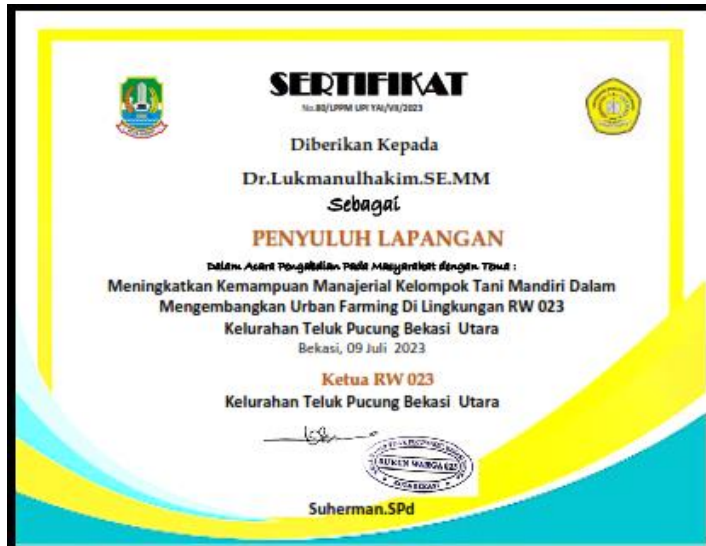 SERTIFIKAT
No.80/LPPM UPI YAI/VII/2023
Diberikan Kepada
Dr.Lukmanulhakim.SE.MM
Sebagai
PENYULUH LAPANGAN
Dalam Acara Pengabdian Pada Masyarakat dengan Tema :
Meningkatkan Kemampuan Manajerial Kelompok Tani Mandiri Dalam
Mengembangkan Urban Farming Di Lingkungan RW 023
Kelurahan Teluk Pucung Bekasi Utara
Bekasi, 09 Juli 2023
Ketua RW 023
Kelurahan Teluk Pucung Bekasi Utara
RUKUN WARGA 023
Suherman.SPd